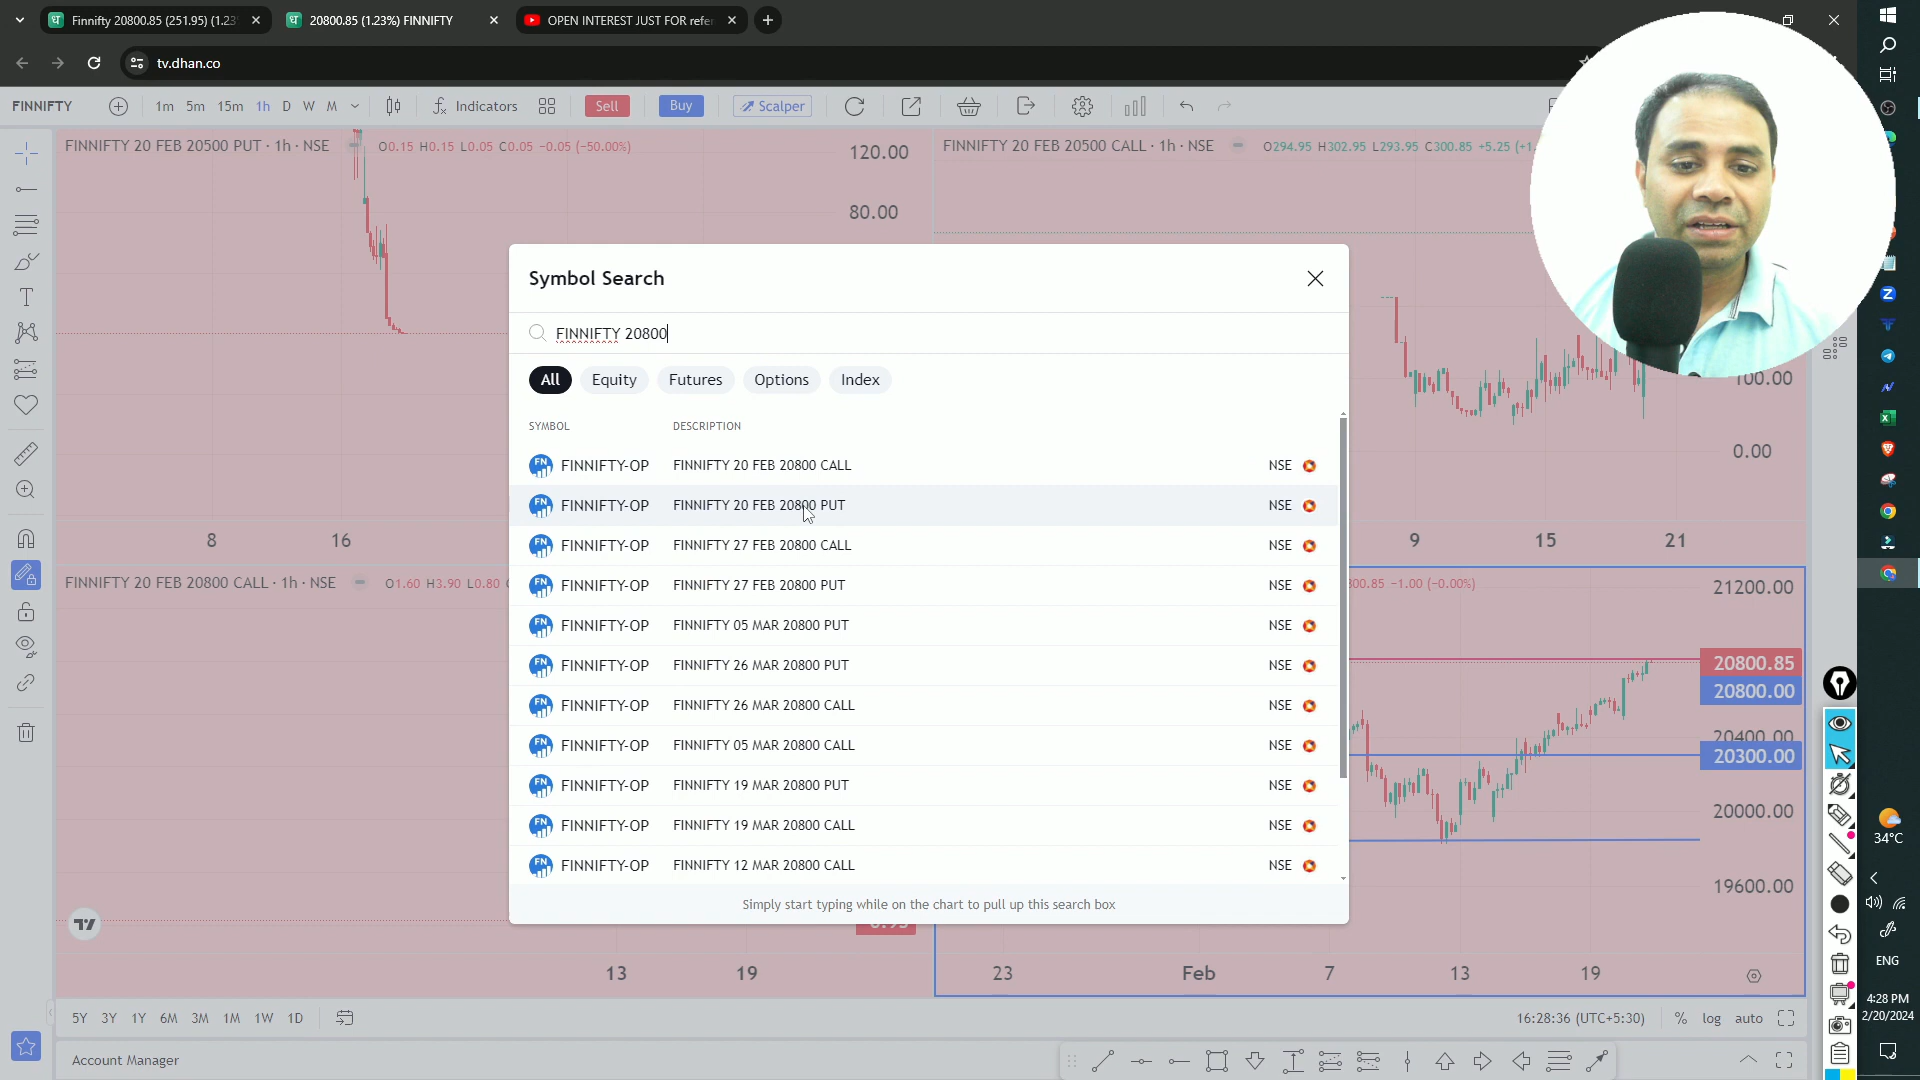 Finnifty 20800.85 (251.95) (1.23
20800.85 (1.23%) FINNIFTY
OPEN INTEREST JUST FOR refe
tv.dhan.co
FINNIFTY
1m 5m 15m 1h D W M
Indicators
Sell
Buy
Scalper
FINNIFTY 20 FEB 20500 PUT · 1h · NSE
O0.15 H0.15 L0.05 C0.05 −0.05 (−50.00%)
120.00
80.00
8
16
FINNIFTY 20 FEB 20500 CALL · 1h · NSE
O294.95 H302.95 L293.95 C300.85 +5.25 (+1.
100.00
0.00
9
15
21
Symbol Search
FINNIFTY 20800
All
Equity
Futures
Options
Index
SYMBOL
DESCRIPTION
FINNIFTY-OP FINNIFTY 20 FEB 20800 CALL NSE
FINNIFTY-OP FINNIFTY 20 FEB 20800 PUT NSE
FINNIFTY-OP FINNIFTY 27 FEB 20800 CALL NSE
FINNIFTY-OP FINNIFTY 27 FEB 20800 PUT NSE
FINNIFTY-OP FINNIFTY 05 MAR 20800 PUT NSE
FINNIFTY-OP FINNIFTY 26 MAR 20800 PUT NSE
FINNIFTY-OP FINNIFTY 26 MAR 20800 CALL NSE
FINNIFTY-OP FINNIFTY 05 MAR 20800 CALL NSE
FINNIFTY-OP FINNIFTY 19 MAR 20800 PUT NSE
FINNIFTY-OP FINNIFTY 19 MAR 20800 CALL NSE
FINNIFTY-OP FINNIFTY 12 MAR 20800 CALL NSE
Simply start typing while on the chart to pull up this search box
FINNIFTY 20 FEB 20800 CALL · 1h · NSE
O1.60 H3.90 L0.80
13
19
800.85 −1.00 (−0.00%)
21200.00
20800.85
20800.00
20400.00
20300.00
20000.00
19600.00
23
Feb
7
13
19
5Y 3Y 1Y 6M 3M 1M 1W 1D
16:28:36 (UTC+5:30)
%
log
auto
Account Manager
34°C
ENG
4:28 PM
2/20/2024